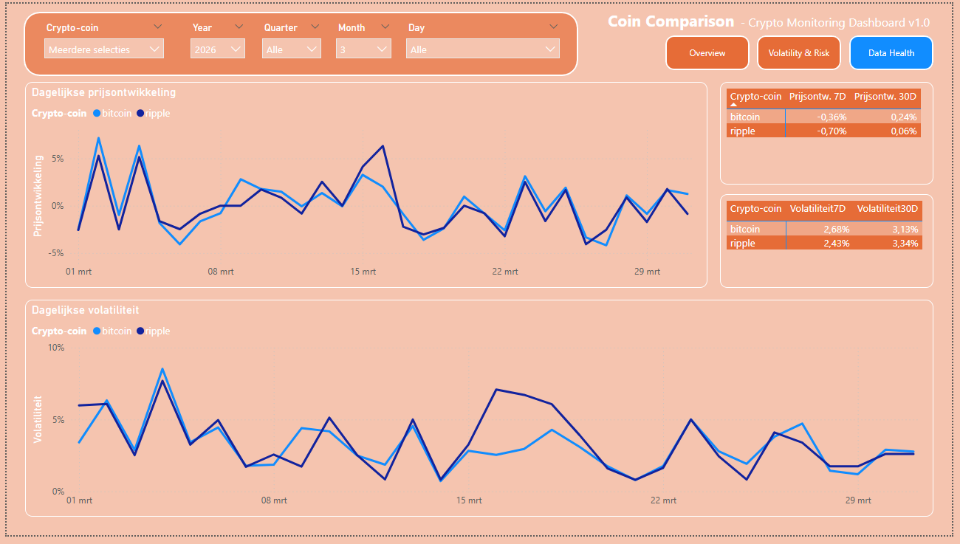 Coin Comparison - Crypto Monitoring Dashboard v1.0
Crypto-coin Year Quarter Month Day
Meerdere selecties 2026 Alle 3 Alle
Overview Volatility & Risk Data Health
Dagelijkse prijsontwikkeling
Crypto-coin bitcoin ripple
Prijsontwikkeling
5%
0%
-5%
01 mrt 08 mrt 15 mrt 22 mrt 29 mrt
Crypto-coin Prijsontw. 7D Prijsontw. 30D
bitcoin -0,36% 0,24%
ripple -0,70% 0,06%
Crypto-coin Volatiliteit7D Volatiliteit30D
bitcoin 2,68% 3,13%
ripple 2,43% 3,34%
Dagelijkse volatiliteit
Crypto-coin bitcoin ripple
Volatiliteit
10%
5%
0%
01 mrt 08 mrt 15 mrt 22 mrt 29 mrt